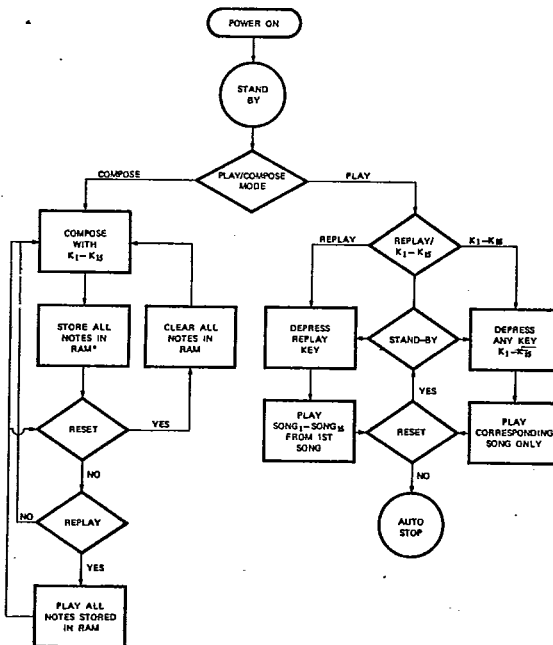 POWER ON
STAND
BY
PLAY/COMPOSE
MODE
COMPOSE
PLAY
COMPOSE
WITH
K1–K15
REPLAY/
K1–K15
REPLAY
K1–K15
STORE ALL
NOTES IN
RAM*
CLEAR ALL
NOTES IN
RAM
DEPRESS
REPLAY
KEY
STAND–BY
DEPRESS
ANY KEY
K1–K15
RESET
YES
NO
PLAY
SONG1–SONG15
FROM 1ST
SONG
YES
RESET
NO
PLAY
CORRESPONDING
SONG ONLY
REPLAY
NO
YES
AUTO
STOP
PLAY ALL
NOTES STORED
IN RAM